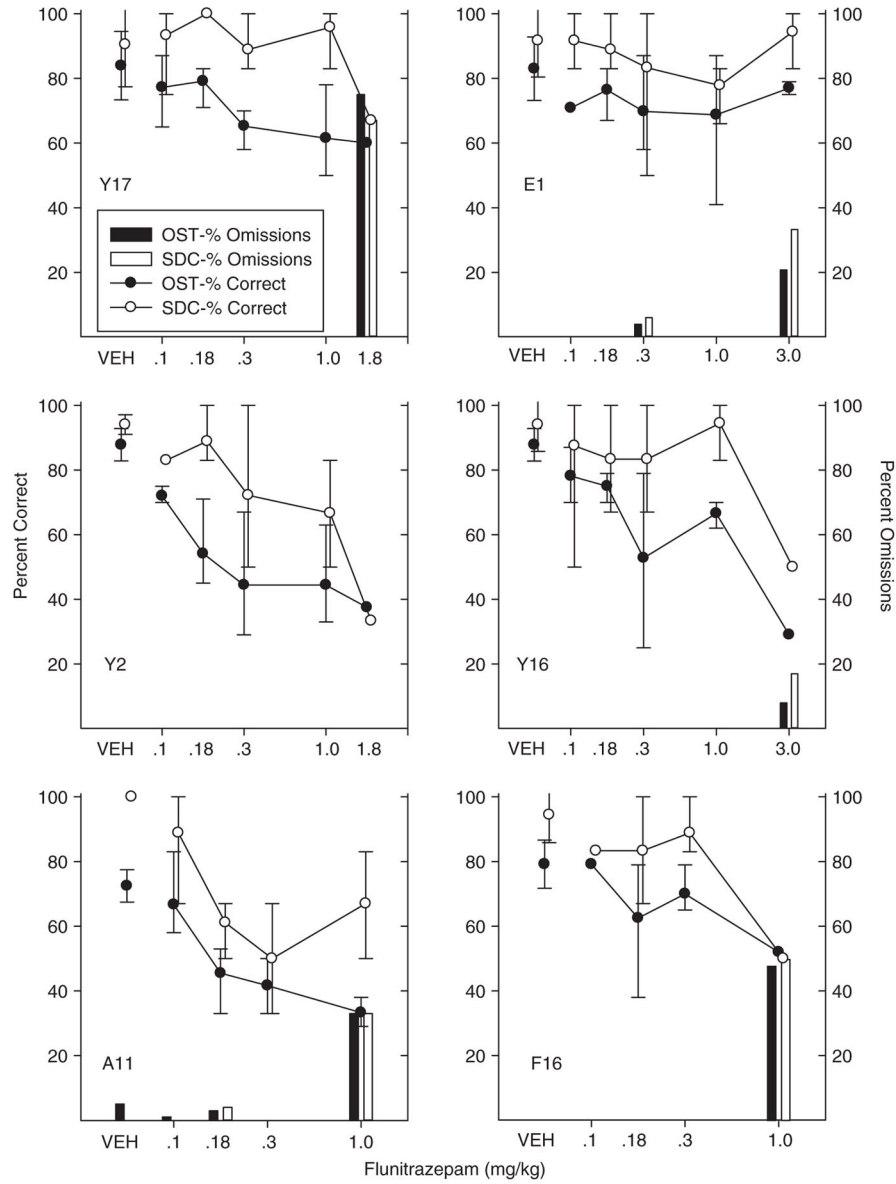 100
80
60
40
20
Y17
OST-% Omissions
SDC-% Omissions
OST-% Correct
SDC-% Correct
VEH .1 .18 .3 1.0 1.8
E1
100
80
60
40
20
VEH .1 .18 .3 1.0 3.0
Percent Correct
100
80
60
40
20
Y2
VEH .1 .18 .3 1.0 1.8
Y16
100
80
60
40
20
Percent Omissions
VEH .1 .18 .3 1.0 3.0
100
80
60
40
20
A11
VEH .1 .18 .3 1.0
F16
100
80
60
40
20
VEH .1 .18 .3 1.0
Flunitrazepam (mg/kg)